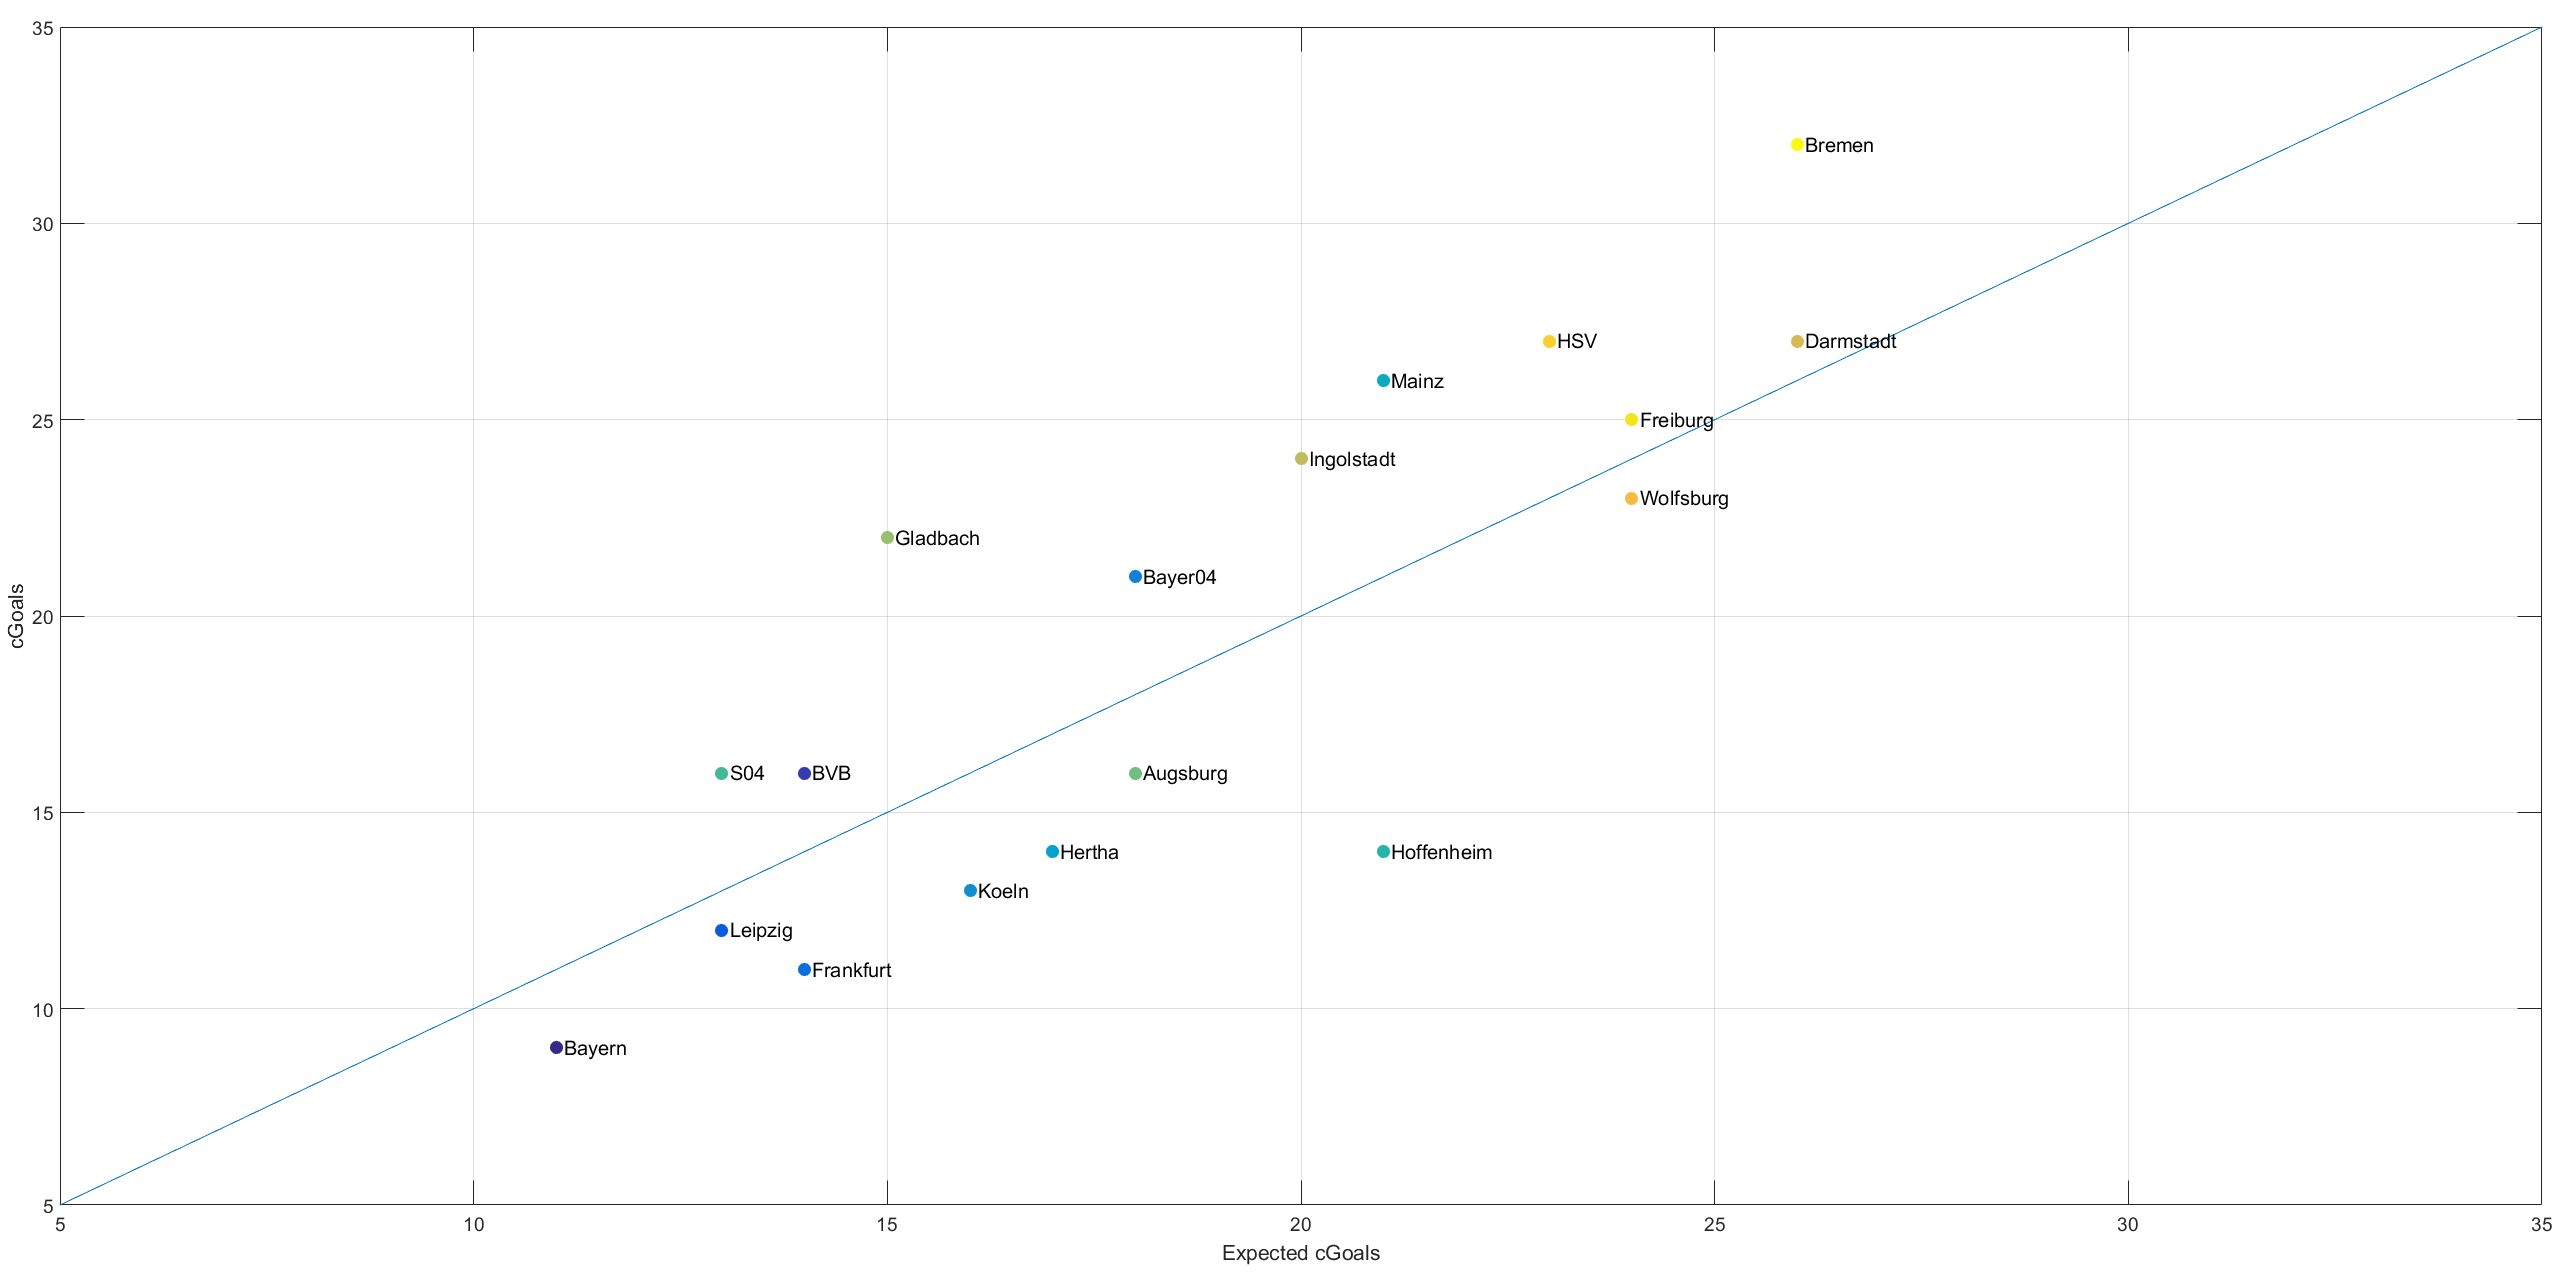 35
Bremen
30
HSV
Darmstadt
Mainz
25
Freiburg
Ingolstadt
Wolfsburg
Gladbach
Bayer04
cGoals
20
S04
BVB
Augsburg
15
Hertha
Hoffenheim
Koeln
Leipzig
Frankfurt
10
Bayern
5
5 10 15 20 25 30 35
Expected cGoals